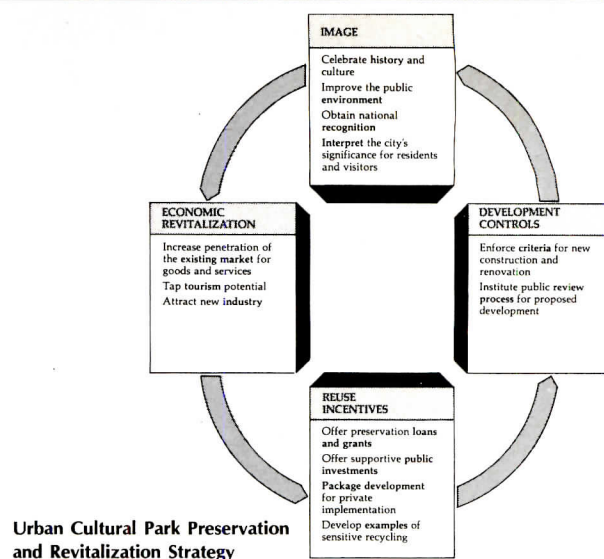 IMAGE
Celebrate history and
culture
Improve the public
environment
Obtain national
recognition
Interpret the city's
significance for residents
and visitors
ECONOMIC
REVITALIZATION
Increase penetration of
the existing market for
goods and services
Tap tourism potential
Attract new industry
DEVELOPMENT
CONTROLS
Enforce criteria for new
construction and
renovation
Institute public review
process for proposed
development
REUSE
INCENTIVES
Offer preservation loans
and grants
Offer supportive public
investments
Package development
for private
implementation
Develop examples of
sensitive recycling
Urban Cultural Park Preservation
and Revitalization Strategy